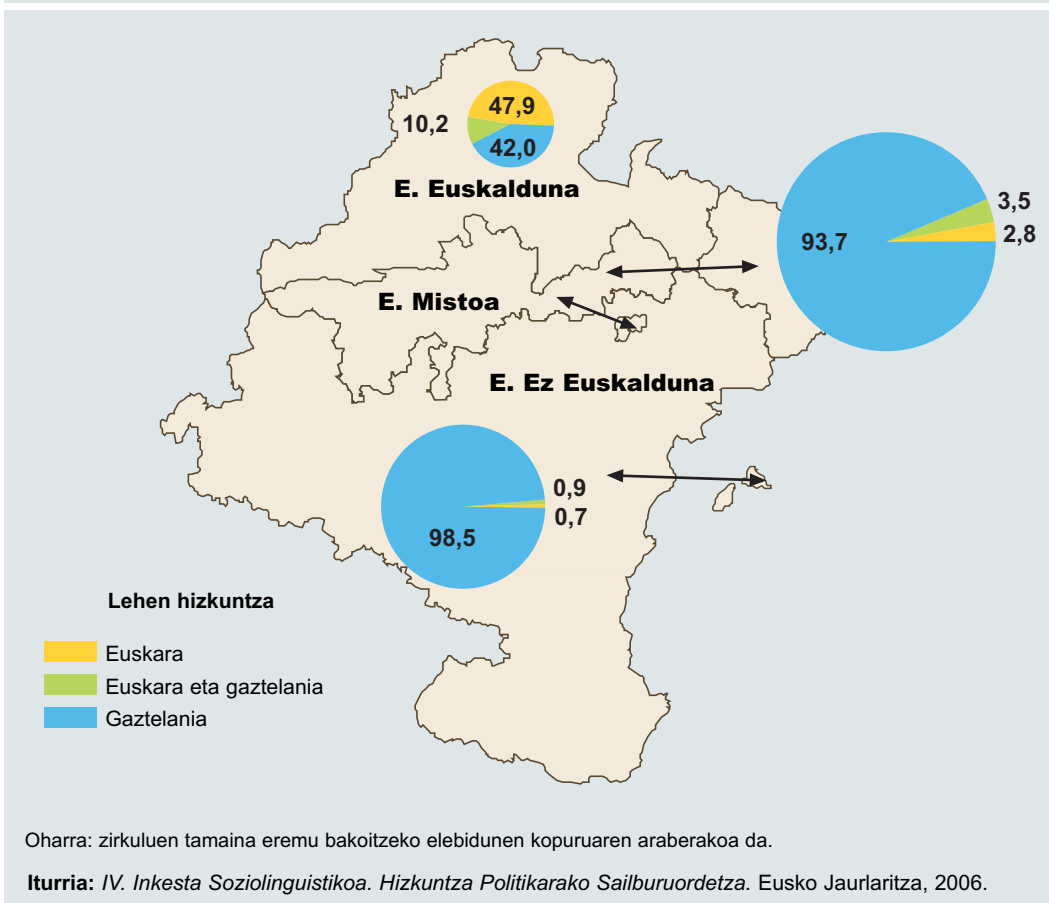 47,9
10,2
42,0
E. Euskalduna
3,5
93,7
2,8
E. Mistoa
E. Ez Euskalduna
0,9
0,7
98,5
Lehen hizkuntza
Euskara
Euskara eta gaztelania
Gaztelania
Oharra: zirkuluen tamaina eremu bakoitzeko elebidunen kopuruaren araberakoa da.
Iturria: IV. Inkesta Soziolinguistikoa. Hizkuntza Politikarako Sailburuordetza. Eusko Jaurlaritza, 2006.